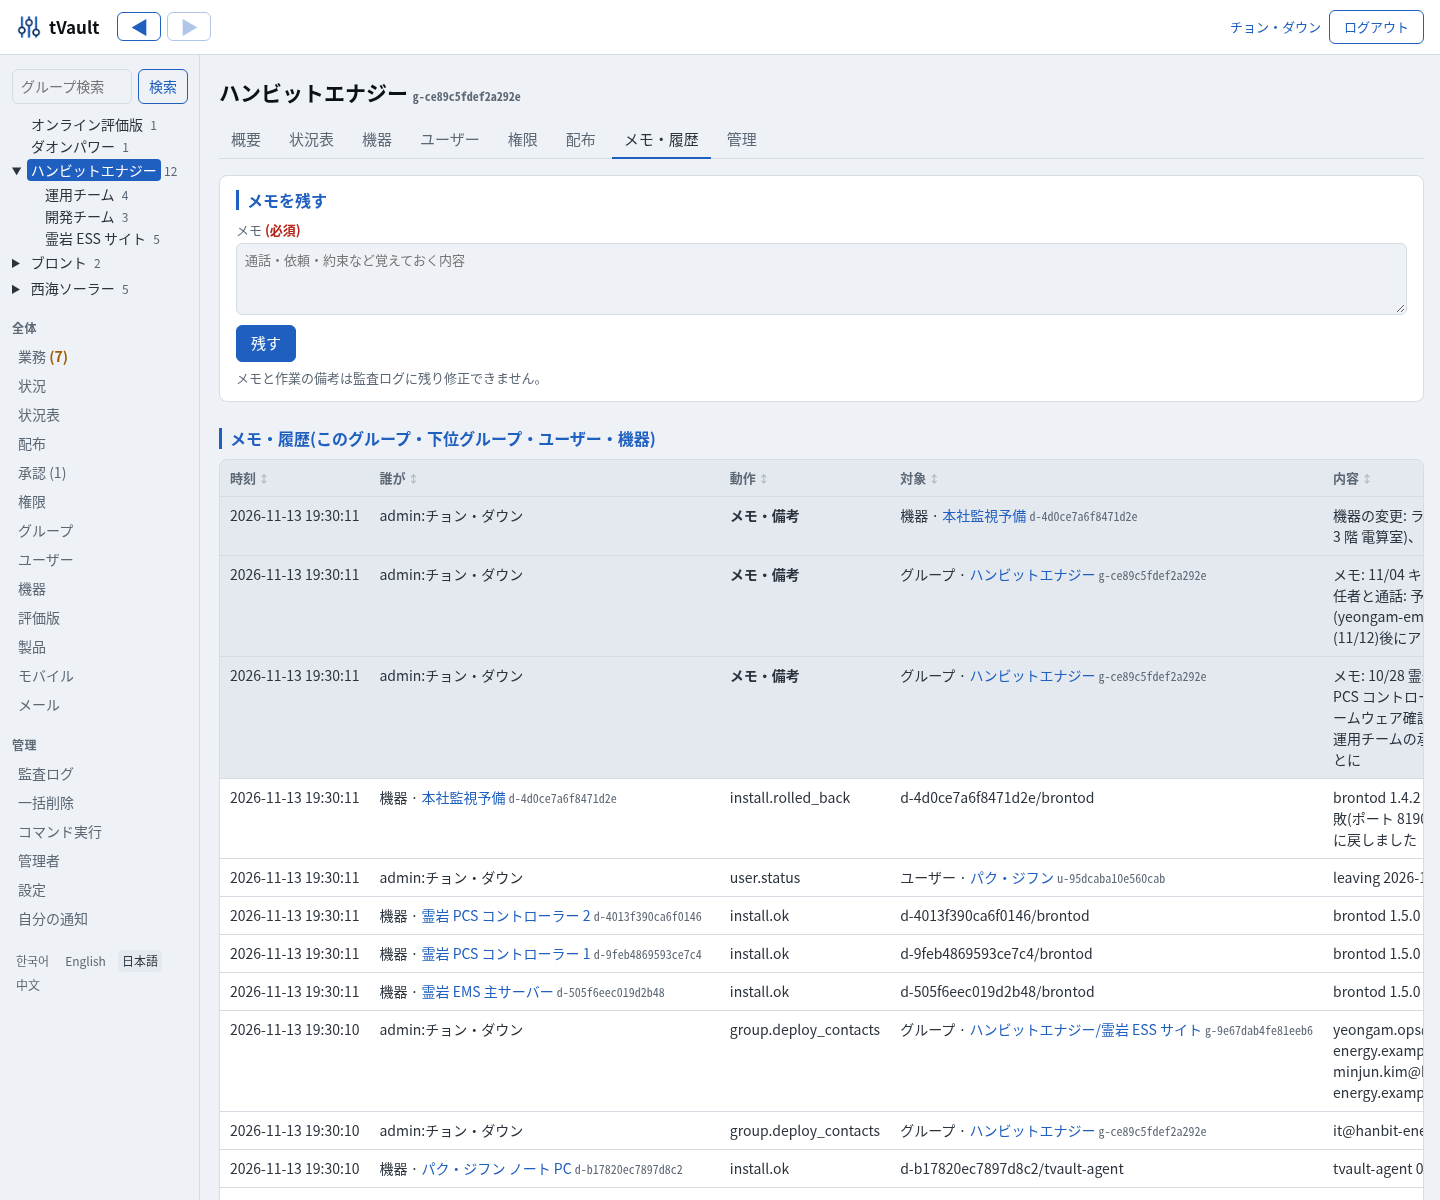 tVault ◀ ▶ チョン・ダウン ログアウト
グループ検索 検索
オンライン評価版 1
ダオンパワー 1
▼ ハンビットエナジー 12
運用チーム 4
開発チーム 3
霊岩 ESS サイト 5
▶ ブロント 2
▶ 西海ソーラー 5
全体
業務 (7)
状況
状況表
配布
承認 (1)
権限
グループ
ユーザー
機器
評価版
製品
モバイル
メール
管理
監査ログ
一括削除
コマンド実行
管理者
設定
自分の通知
한국어 English 日本語
中文
ハンビットエナジー g-ce89c5fdef2a292e
概要 状況表 機器 ユーザー 権限 配布 メモ・履歴 管理
メモを残す
メモ (必須)
通話・依頼・約束など覚えておく内容
残す
メモと作業の備考は監査ログに残り修正できません。
メモ・履歴(このグループ・下位グループ・ユーザー・機器)
時刻 ↕ 誰が ↕ 動作 ↕ 対象 ↕ 内容 ↕
2026-11-13 19:30:11 admin:チョン・ダウン メモ・備考 機器 · 本社監視予備 d-4d0ce7a6f8471d2e 機器の変更: ラ
3 階 電算室)、
2026-11-13 19:30:11 admin:チョン・ダウン メモ・備考 グループ · ハンビットエナジー g-ce89c5fdef2a292e メモ: 11/04 キ
任者と通話: 予
(yeongam-em
(11/12)後にア
2026-11-13 19:30:11 admin:チョン・ダウン メモ・備考 グループ · ハンビットエナジー g-ce89c5fdef2a292e メモ: 10/28 霊
PCS コントロー
ームウェア確認
運用チームの承
とに
2026-11-13 19:30:11 機器 · 本社監視予備 d-4d0ce7a6f8471d2e install.rolled_back d-4d0ce7a6f8471d2e/brontod brontod 1.4.2
敗(ポート 8190
に戻しました
2026-11-13 19:30:11 admin:チョン・ダウン user.status ユーザー · パク・ジフン u-95dcaba10e560cab leaving 2026-1
2026-11-13 19:30:11 機器 · 霊岩 PCS コントローラー 2 d-4013f390ca6f0146 install.ok d-4013f390ca6f0146/brontod brontod 1.5.0
2026-11-13 19:30:11 機器 · 霊岩 PCS コントローラー 1 d-9feb4869593ce7c4 install.ok d-9feb4869593ce7c4/brontod brontod 1.5.0
2026-11-13 19:30:11 機器 · 霊岩 EMS 主サーバー d-505f6eec019d2b48 install.ok d-505f6eec019d2b48/brontod brontod 1.5.0
2026-11-13 19:30:10 admin:チョン・ダウン group.deploy_contacts グループ · ハンビットエナジー/霊岩 ESS サイト g-9e67dab4fe81eeb6 yeongam.ops@
energy.examp
minjun.kim@h
energy.examp
2026-11-13 19:30:10 admin:チョン・ダウン group.deploy_contacts グループ · ハンビットエナジー g-ce89c5fdef2a292e it@hanbit-ene
2026-11-13 19:30:10 機器 · パク・ジフン ノート PC d-b17820ec7897d8c2 install.ok d-b17820ec7897d8c2/tvault-agent tvault-agent 0